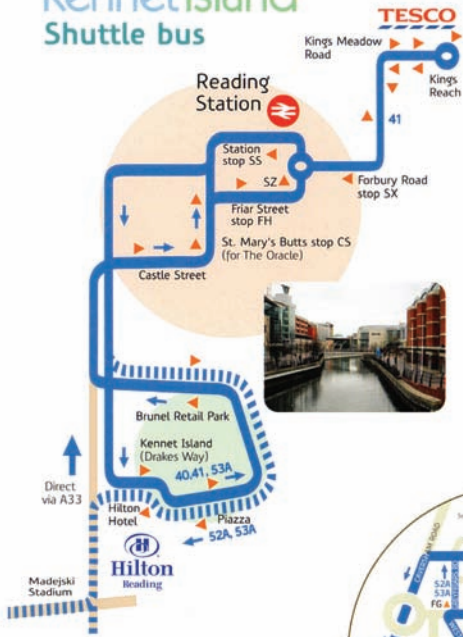 Kennet Island
Shuttle bus
TESCO
Kings Meadow
Road
Kings
Reach
Reading
Station
41
Station
stop SS
SZ
Forbury Road
stop SX
Friar Street
stop FH
St. Mary's Butts stop CS
(for The Oracle)
Castle Street
Brunel Retail Park
Kennet Island
(Drakes Way)
40,41, 53A
Direct
via A33
Hilton
Hotel
Piazza
52A, 53A
Hilton
Reading
Madejski
Stadium
52A
53A
FG